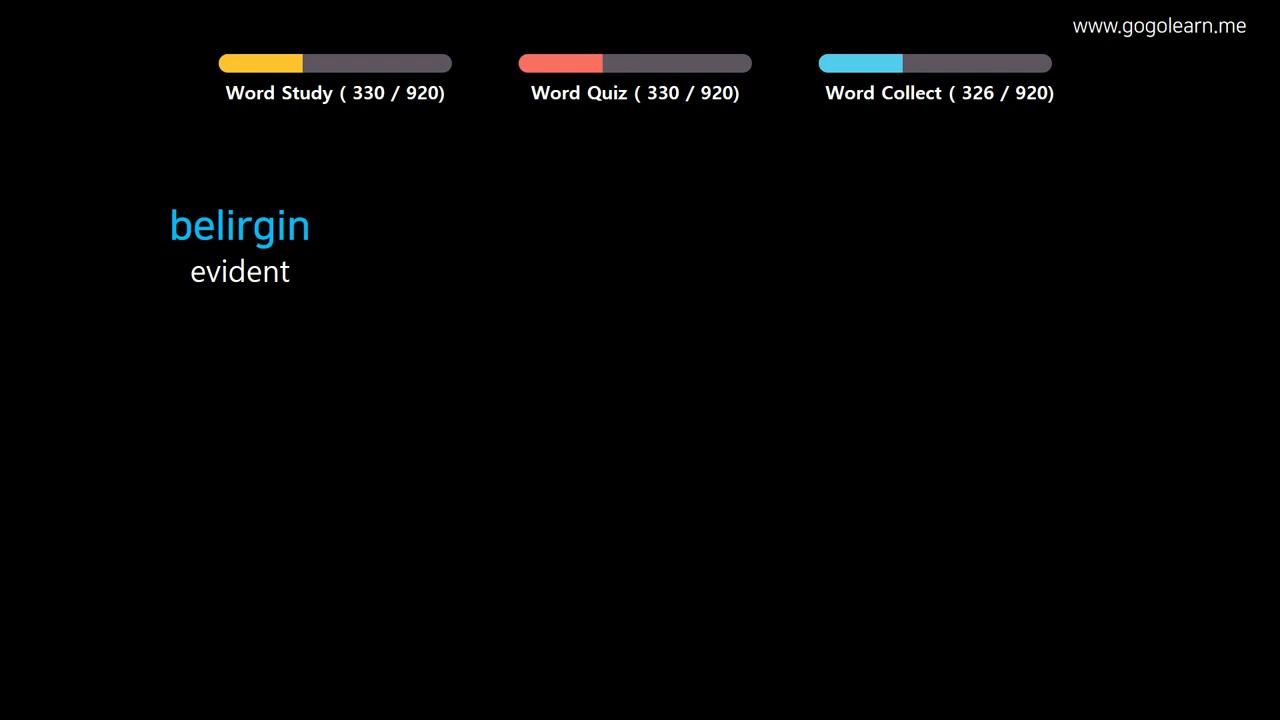 www.gogolearn.me
Word Study ( 330 / 920)
Word Quiz ( 330 / 920)
Word Collect ( 326 / 920)
belirgin
evident